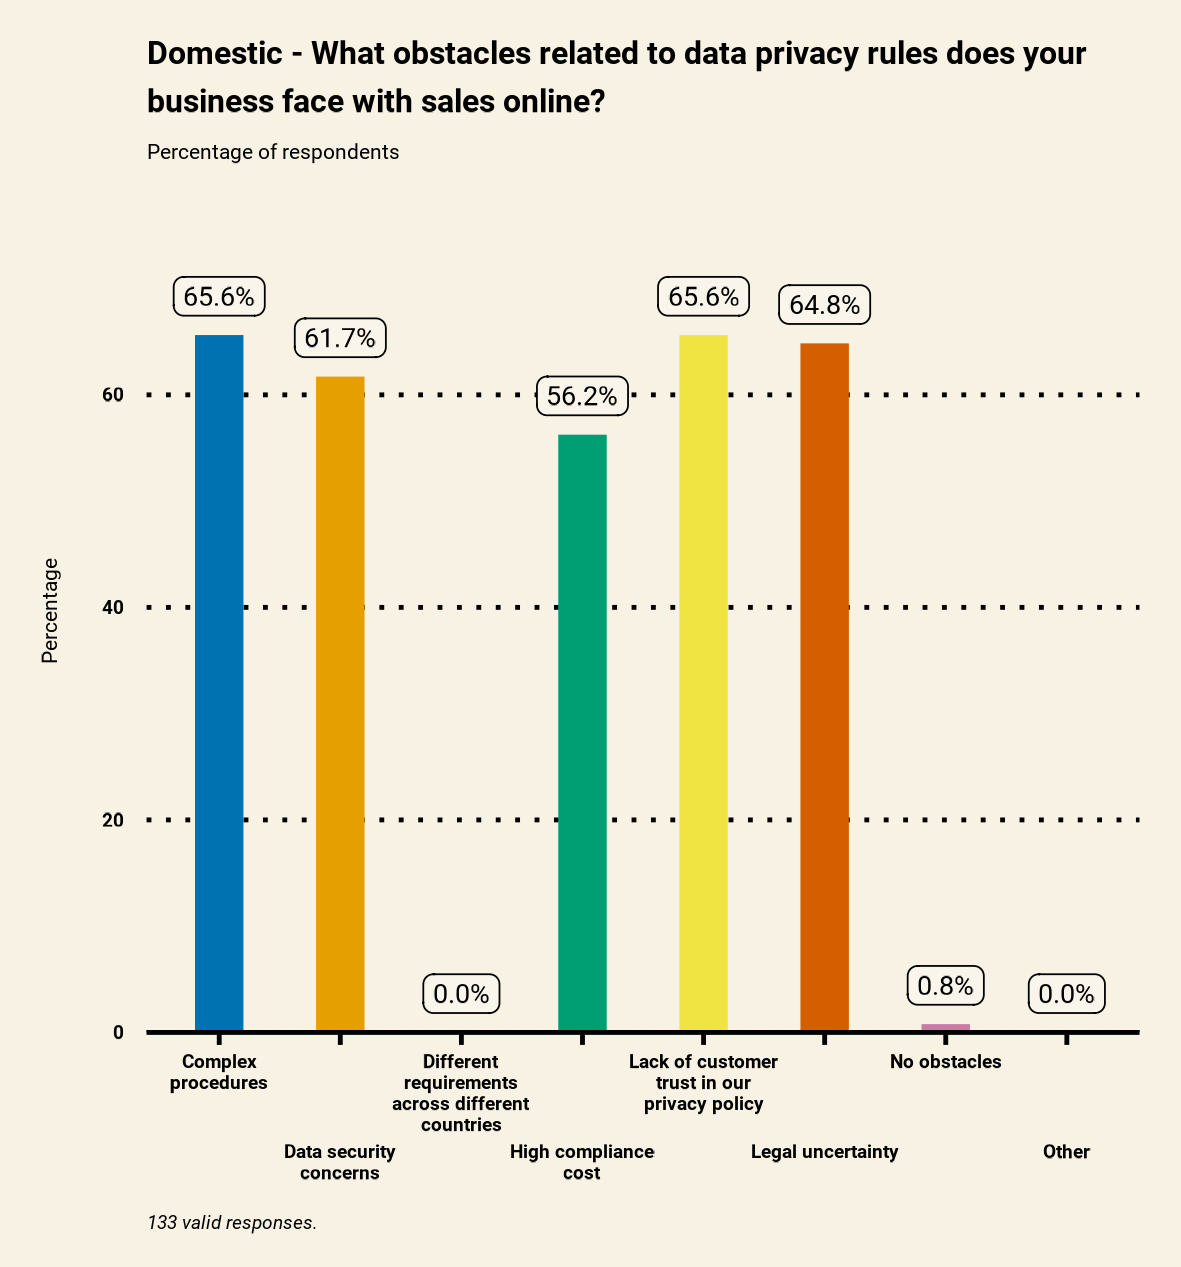 Domestic - What obstacles related to data privacy rules does your
business face with sales online?
Percentage of respondents
65.6%
61.7%
0.0%
56.2%
65.6%
64.8%
0.8%
0.0%
60
40
20
0
Percentage
Complex
procedures
Data security
concerns
Different
requirements
across different
countries
High compliance
cost
Lack of customer
trust in our
privacy policy
Legal uncertainty
No obstacles
Other
133 valid responses.